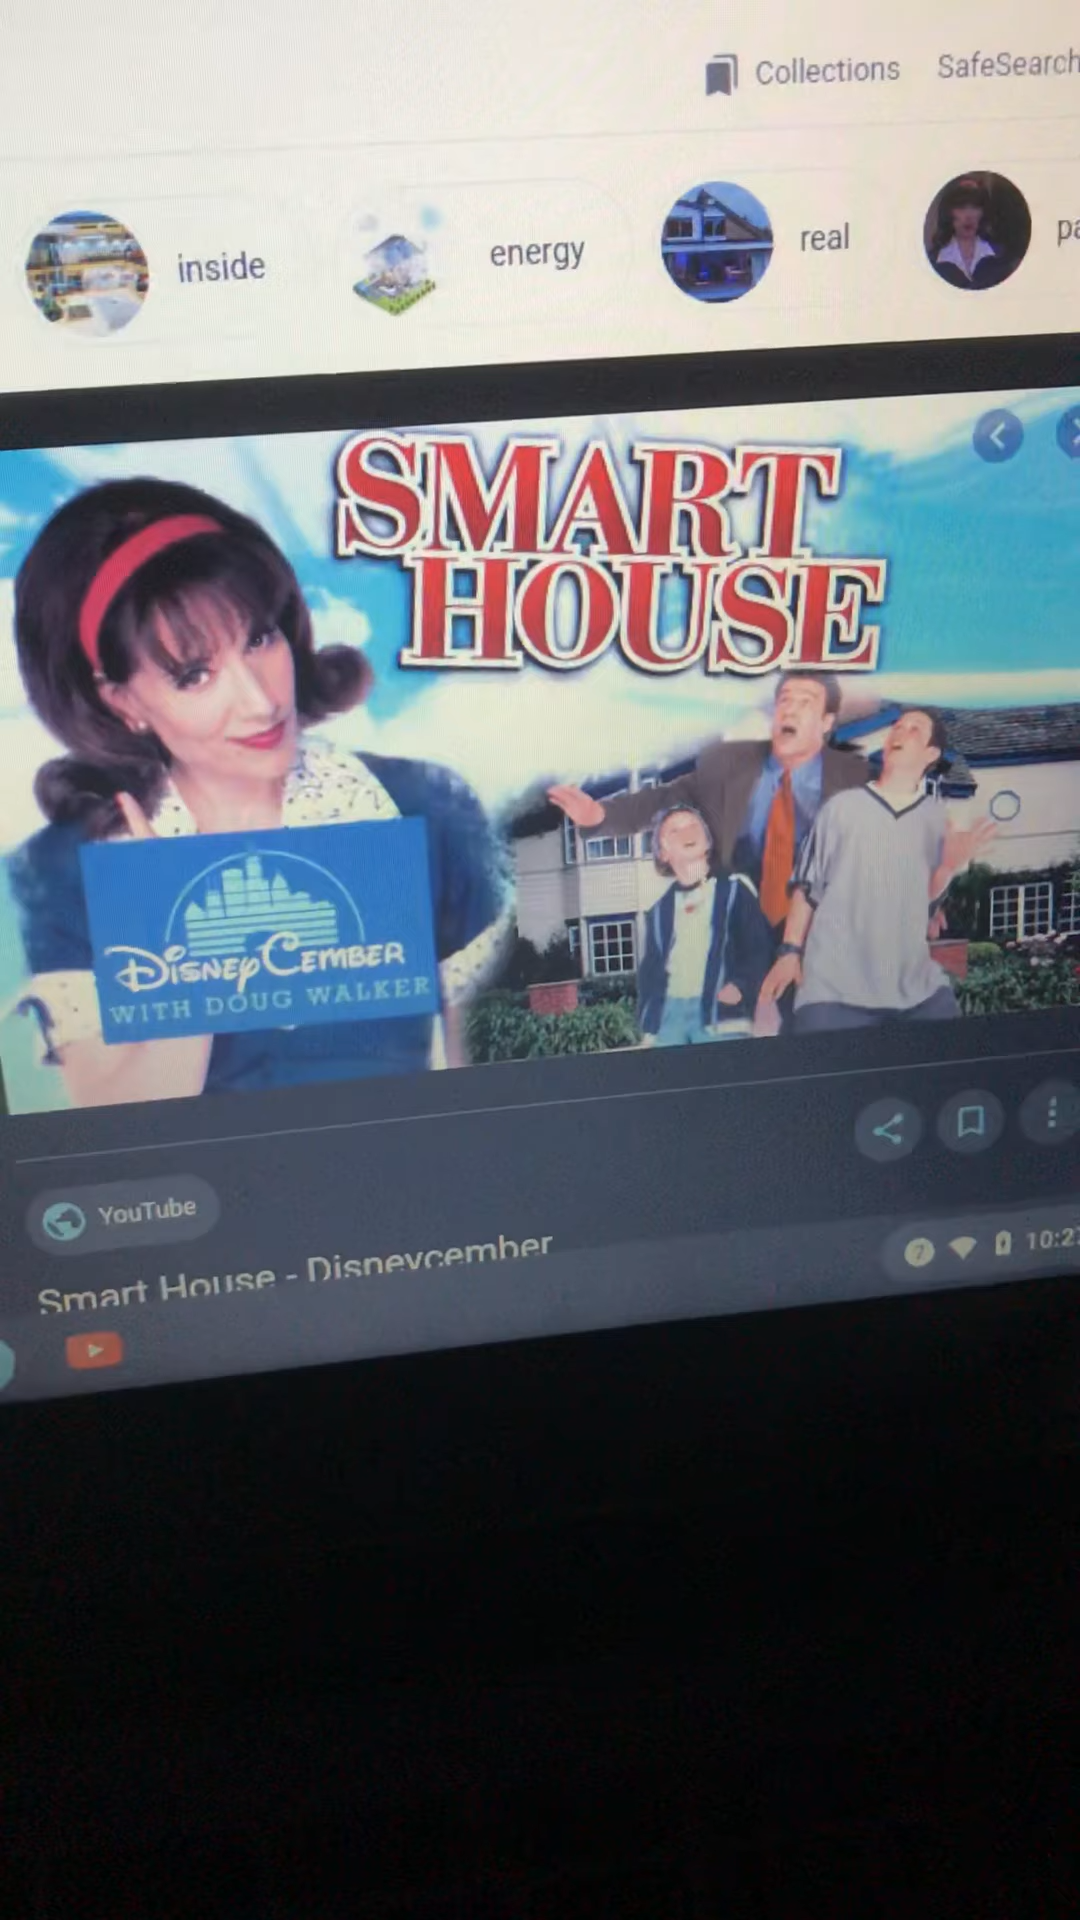 Collections SafeSearch
inside energy real
SMART
HOUSE
DISNEYCEMBER
WITH DOUG WALKER
YouTube
Smart House - Disneycember